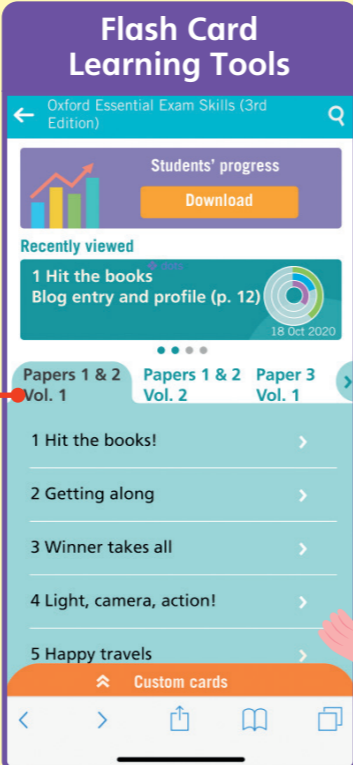 Flash Card
Learning Tools
Oxford Essential Exam Skills (3rd
Edition)
Students' progress
Download
Recently viewed
1 Hit the books
Blog entry and profile (p. 12)
18 Oct 2020
Papers 1 & 2
Vol. 1
Papers 1 & 2
Vol. 2
Paper 3
Vol. 1
1 Hit the books!
2 Getting along
3 Winner takes all
4 Light, camera, action!
5 Happy travels
Custom cards